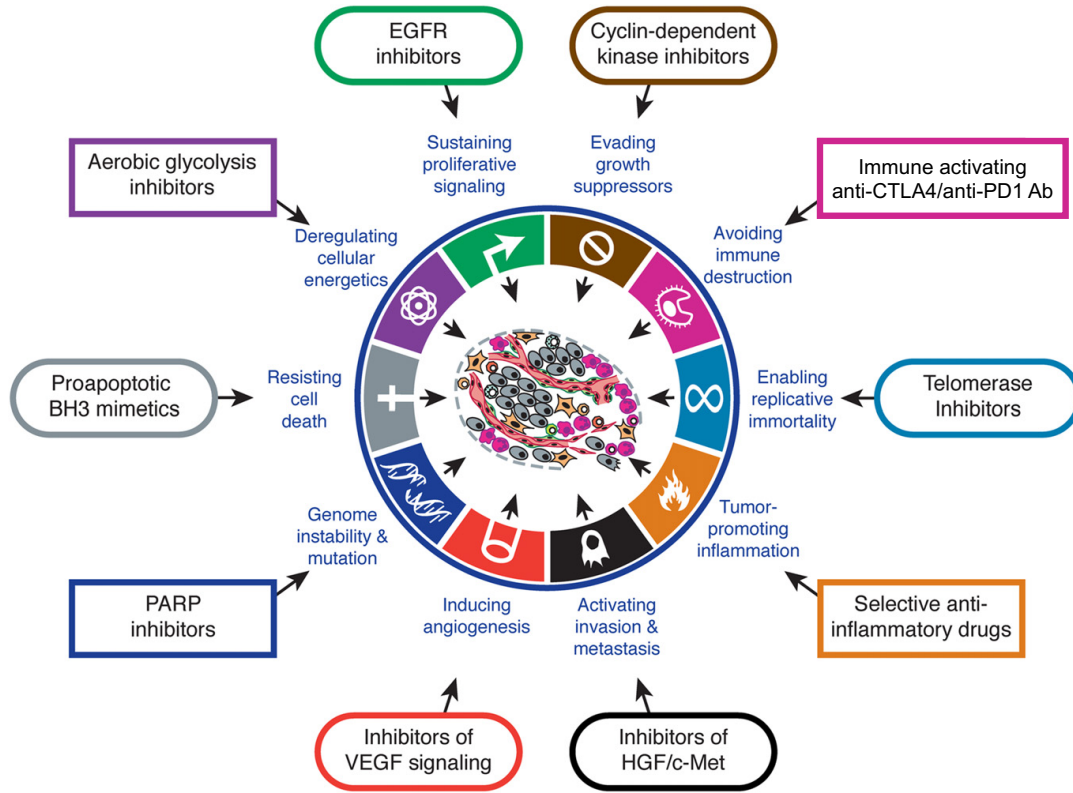 EGFR
inhibitors
Cyclin-dependent
kinase inhibitors
Sustaining
proliferative
signaling
Evading
growth
suppressors
Aerobic glycolysis
inhibitors
Immune activating
anti-CTLA4/anti-PD1 Ab
Deregulating
cellular
energetics
Avoiding
immune
destruction
Proapoptotic
BH3 mimetics
Resisting
cell
death
Enabling
replicative
immortality
Telomerase
Inhibitors
Genome
instability &
mutation
Tumor-
promoting
inflammation
PARP
inhibitors
Inducing
angiogenesis
Activating
invasion &
metastasis
Selective anti-
inflammatory drugs
Inhibitors of
VEGF signaling
Inhibitors of
HGF/c-Met